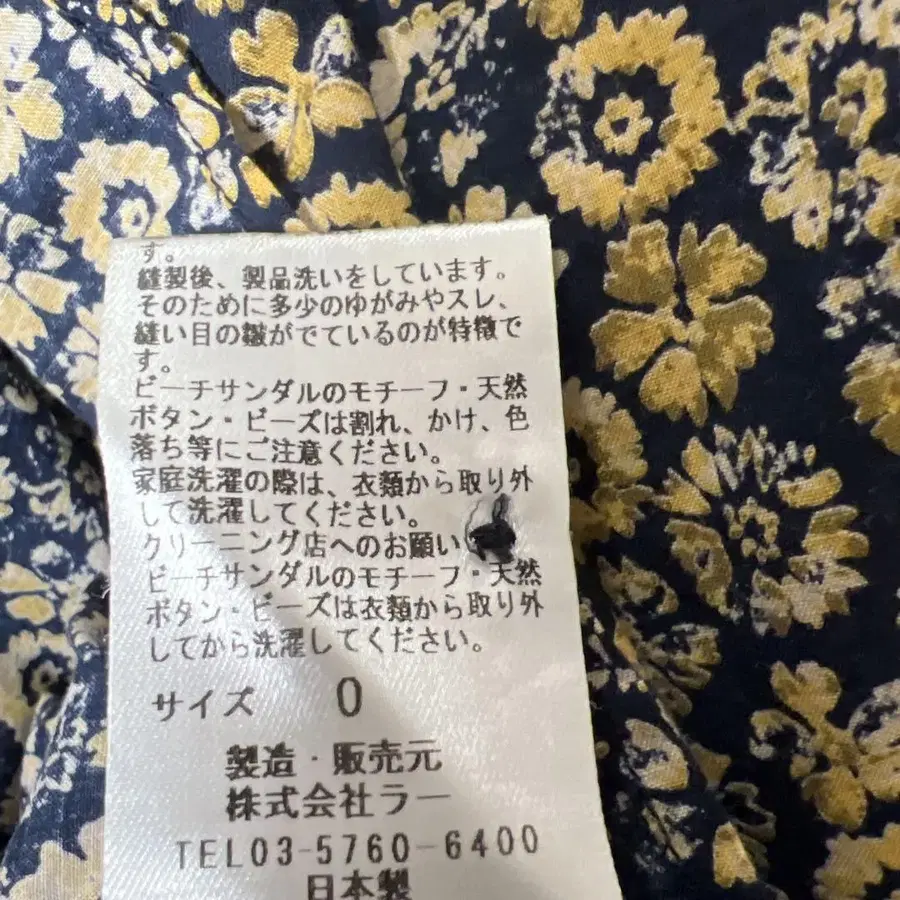 す。
縫製後、製品洗いをしています。
そのために多少のゆがみやスレ、
縫い目の皺がでているのが特徴で
す。
ビーチサンダルのモチーフ・天然
ボタン・ビーズは割れ、かけ、色
落ち等にご注意ください。
家庭洗濯の際は、衣類から取り外
して洗濯してください。
クリーニング店へのお願い
ビーチサンダルのモチーフ・天然
ボタン・ビーズは衣類から取り外
してから洗濯してください。
サイズ 0
製造・販売元
株式会社ラー
TEL03-5760-6400
日本製